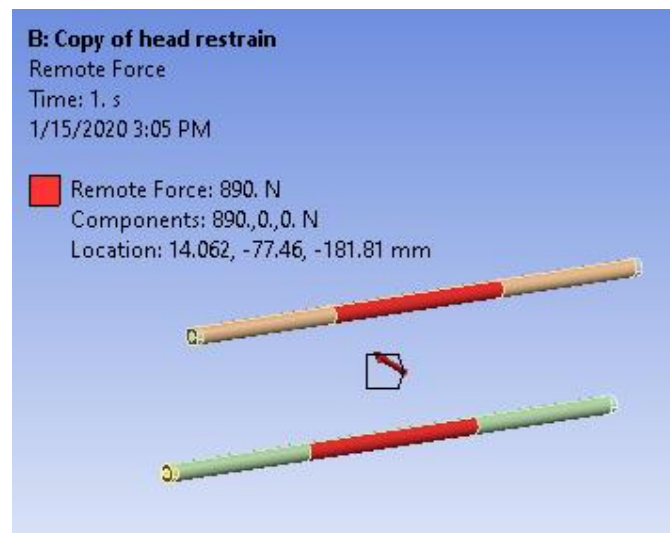 B: Copy of head restrain
Remote Force
Time: 1. s
1/15/2020 3:05 PM
Remote Force: 890. N
Components: 890.,0.,0. N
Location: 14.062, -77.46, -181.81 mm